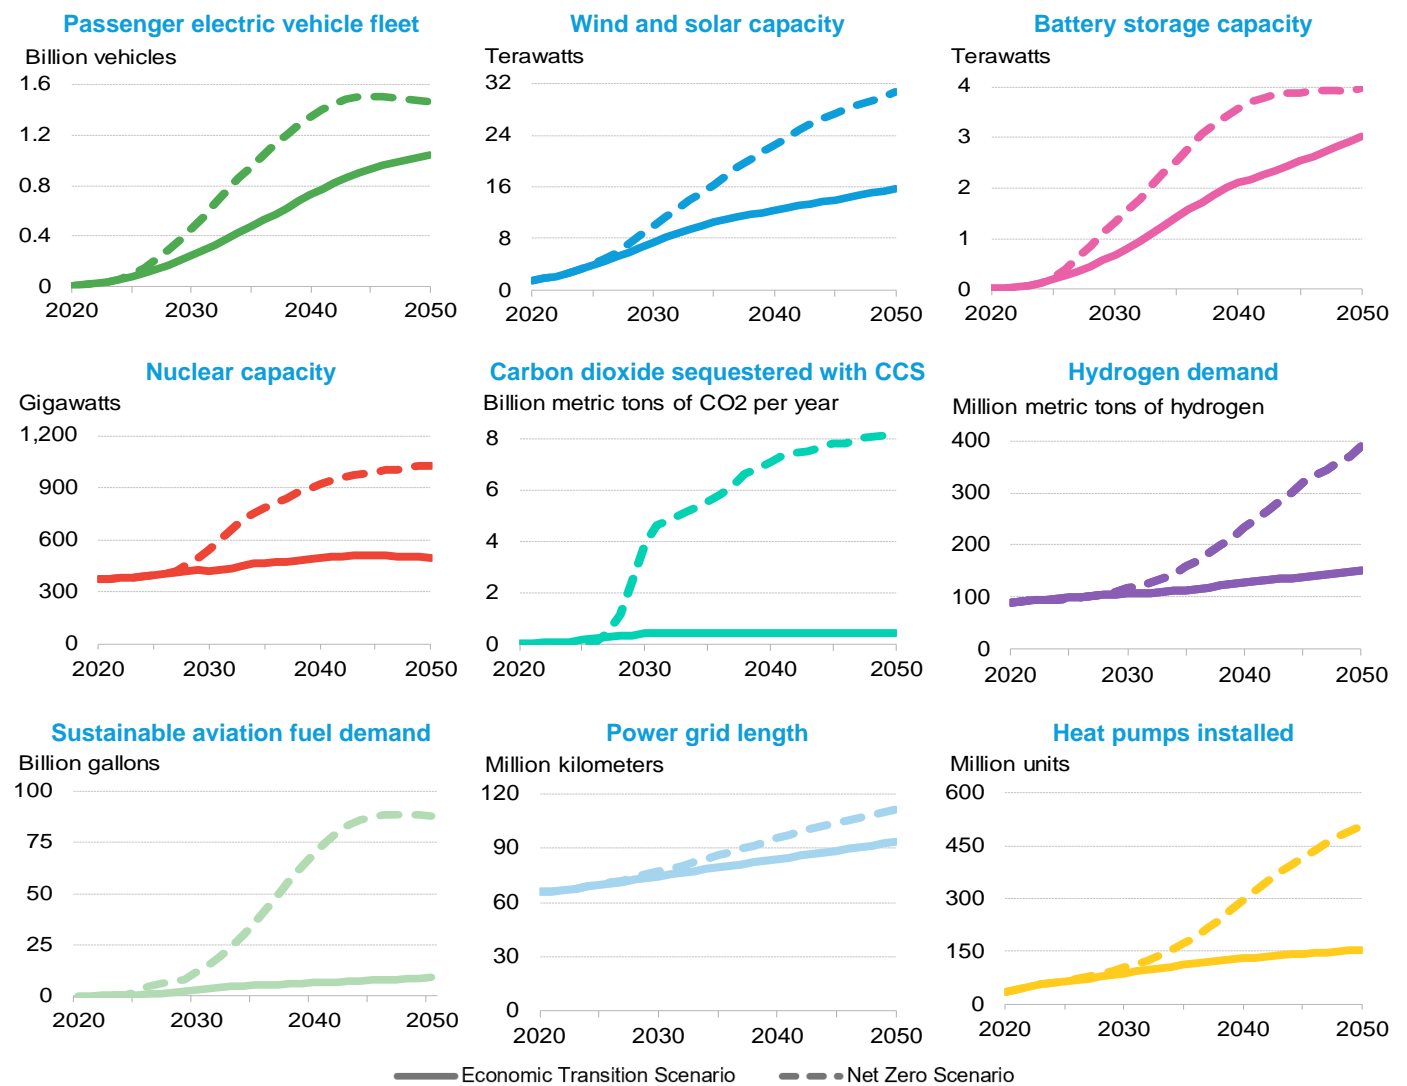 Passenger electric vehicle fleet
Billion vehicles
1.6
1.2
0.8
0.4
0
2020 2030 2040 2050
Wind and solar capacity
Terawatts
32
24
16
8
0
2020 2030 2040 2050
Battery storage capacity
Terawatts
4
3
2
1
0
2020 2030 2040 2050
Nuclear capacity
Gigawatts
1,200
900
600
300
0
2020 2030 2040 2050
Carbon dioxide sequestered with CCS
Billion metric tons of CO2 per year
8
6
4
2
0
2020 2030 2040 2050
Hydrogen demand
Million metric tons of hydrogen
400
300
200
100
0
2020 2030 2040 2050
Sustainable aviation fuel demand
Billion gallons
100
75
50
25
0
2020 2030 2040 2050
Power grid length
Million kilometers
120
90
60
30
0
2020 2030 2040 2050
Heat pumps installed
Million units
600
450
300
150
0
2020 2030 2040 2050
Economic Transition Scenario Net Zero Scenario